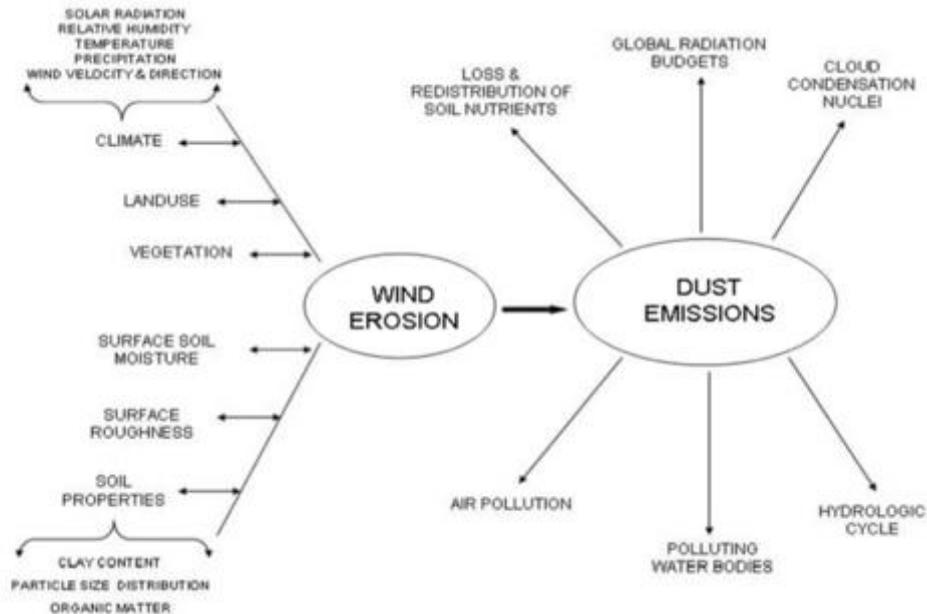 SOLAR RADIATION
RELATIVE HUMIDITY
TEMPERATURE
PRECIPITATION
WIND VELOCITY & DIRECTION
CLIMATE
LANDUSE
VEGETATION
SURFACE SOIL
MOISTURE
SURFACE
ROUGHNESS
SOIL
PROPERTIES
CLAY CONTENT
PARTICLE SIZE DISTRIBUTION
ORGANIC MATTER
WIND
EROSION
DUST
EMISSIONS
LOSS &
REDISTRIBUTION OF
SOIL NUTRIENTS
GLOBAL RADIATION
BUDGETS
CLOUD
CONDENSATION
NUCLEI
AIR POLLUTION
POLLUTING
WATER BODIES
HYDROLOGIC
CYCLE